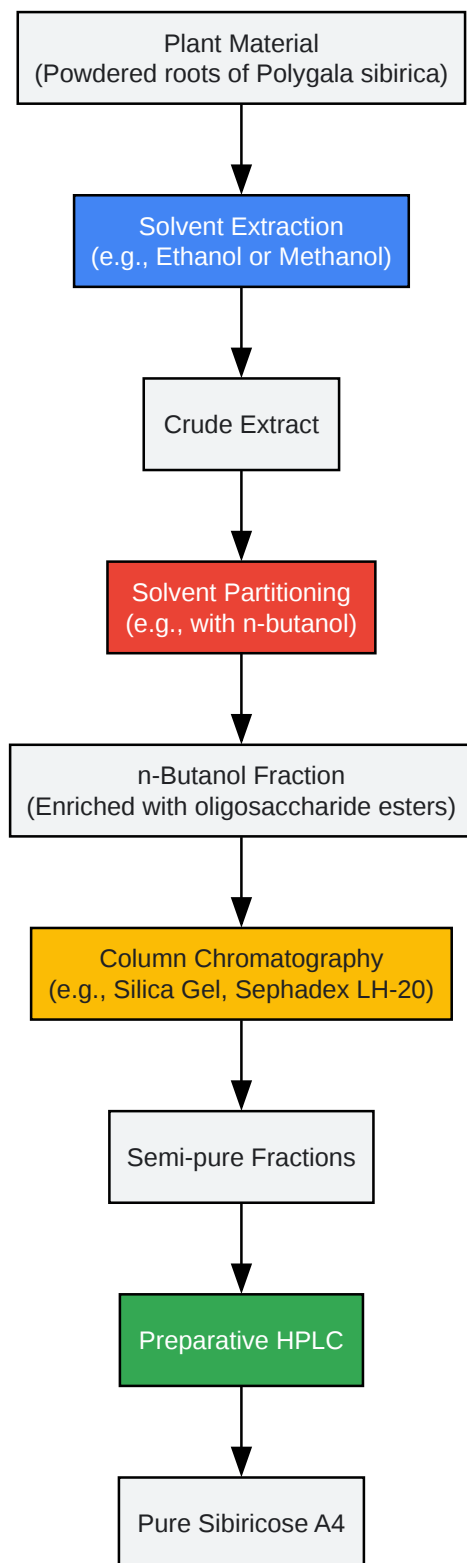 Plant Material
(Powdered roots of Polygala sibirica)
Solvent Extraction
(e.g., Ethanol or Methanol)
Crude Extract
Solvent Partitioning
(e.g., with n-butanol)
n-Butanol Fraction
(Enriched with oligosaccharide esters)
Column Chromatography
(e.g., Silica Gel, Sephadex LH-20)
Semi-pure Fractions
Preparative HPLC
Pure Sibiricose A4